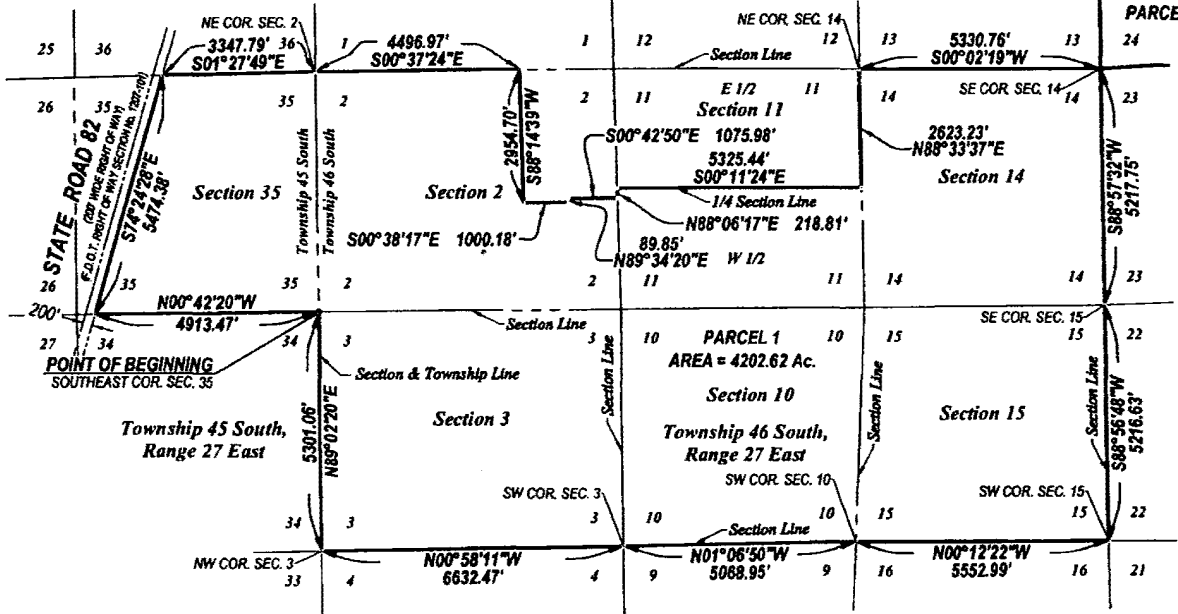 PARCE
NE COR. SEC. 2
NE COR. SEC. 14
25 36
3347.79'
36 1
4496.97'
1 12
Section Line
12 13
5330.76'
13 24
S01°27'49"E
S00°37'24"E
S00°02'19"W
SE COR. SEC. 14
26 35
35 2
2 11
E 1/2
11 14
14 23
Section 11
STATE ROAD 82
(200' WIDE RIGHT OF WAY)
(F.D.O.T. RIGHT OF WAY SECTION No. 1207-101)
S74°24'28"E
5474.38'
Section 35
Township 45 South
Township 46 South
Section 2
2954.70'
S88°14'39"W
S00°42'50"E 1075.98'
5325.44'
S00°11'24"E
2623.23'
N88°33'37"E
Section 14
S88°57'32"W
5217.75'
1/4 Section Line
N88°06'17"E 218.81'
S00°38'17"E 1000.18'
89.85'
N89°34'20"E
W 1/2
26 35
35 2
2 11
11 14
14 23
200'
N00°42'20"W
4913.47'
Section Line
SE COR. SEC. 15
27 34
34 3
3 10
10 15
15 22
PARCEL 1
AREA = 4202.62 Ac.
POINT OF BEGINNING
SOUTHEAST COR. SEC. 35
Section & Township Line
Section Line
Section Line
Section Line
Section 10
Section 3
Section 15
5301.06'
N89°02'20"E
S88°56'48"W
5216.63'
Township 45 South,
Range 27 East
Township 46 South,
Range 27 East
SW COR. SEC. 3
SW COR. SEC. 10
SW COR. SEC. 15
34 3
3 10
Section Line
10 15
15 22
NW COR. SEC. 3
N00°58'11"W
N01°06'50"W
N00°12'22"W
33 4
6632.47'
4 9
5068.95'
9 16
5552.99'
16 21